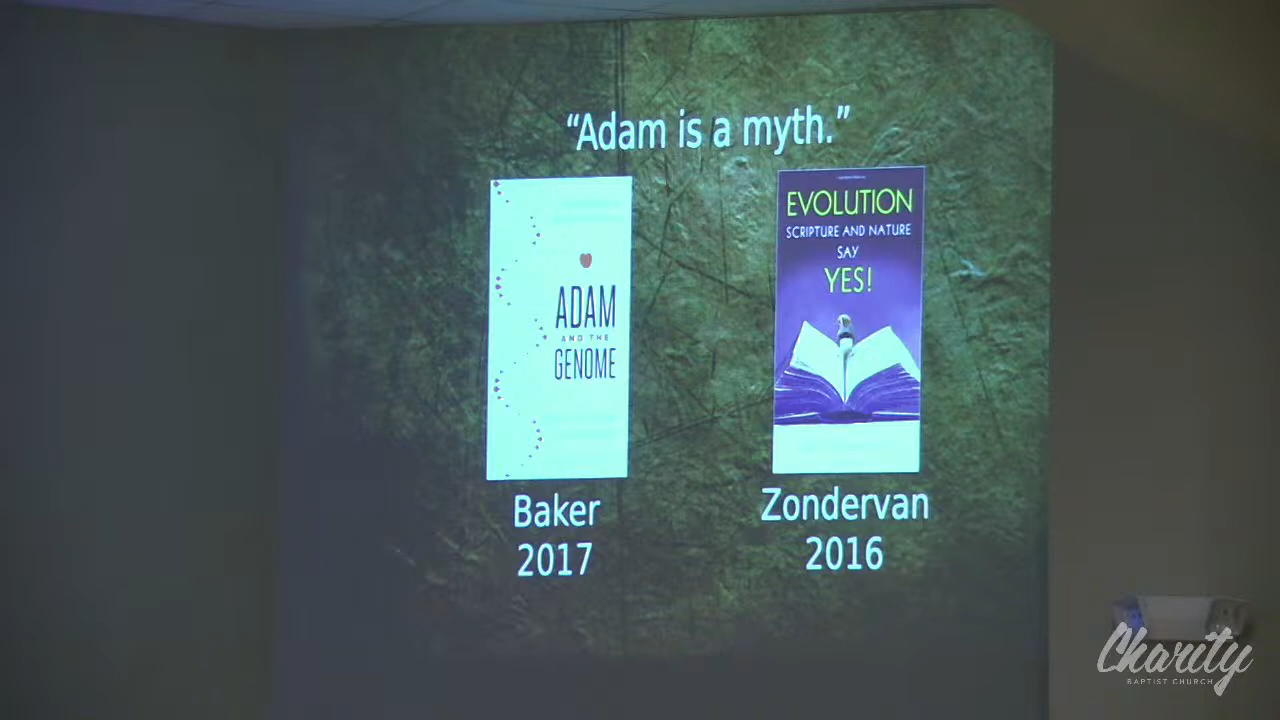 “Adam is a myth.”
ADAM
AND THE
GENOME
Baker
2017
EVOLUTION
SCRIPTURE AND NATURE
SAY
YES!
Zondervan
2016
Charity
BAPTIST CHURCH